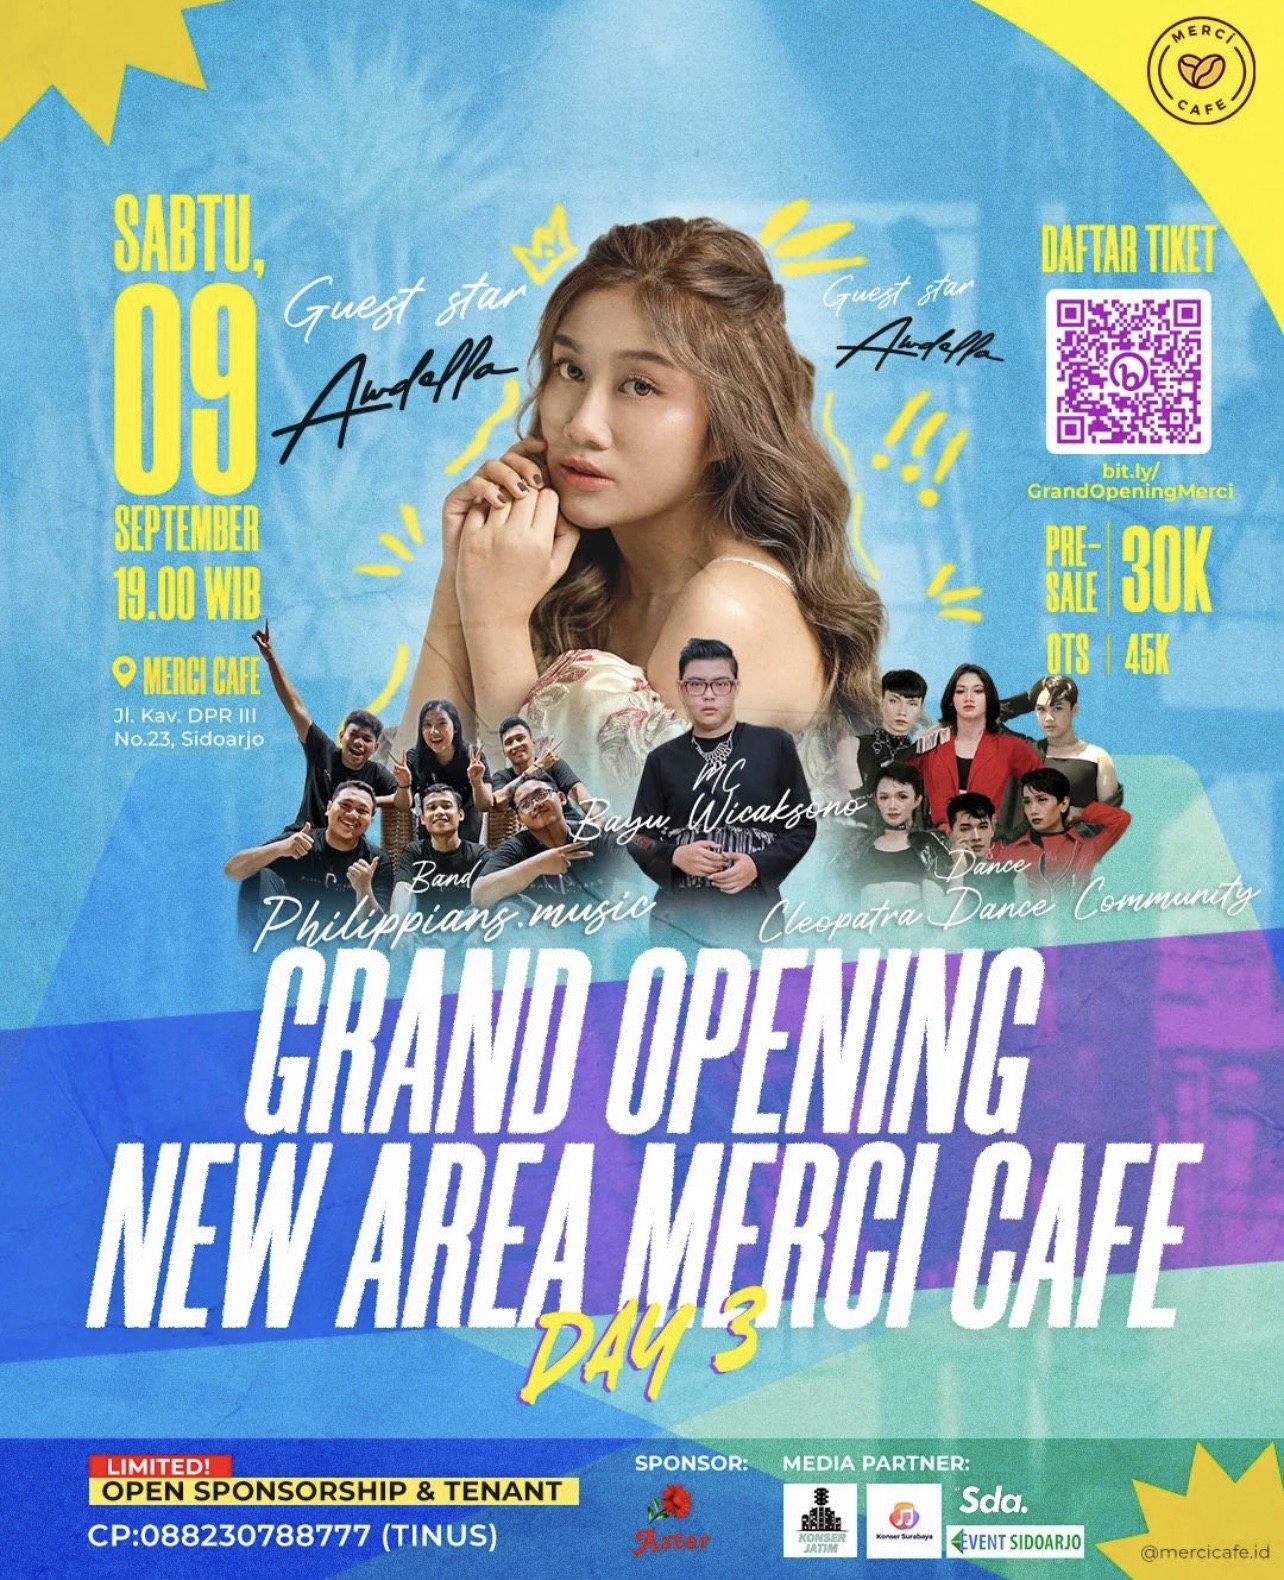 MERCÍ
CAFE
SABTU,
09
SEPTEMBER
19.00 WIB
MERCI CAFE
Jl. Kav. DPR III
No.23, Sidoarjo
Guest star
Awdella
Guest star
Awdella
DAFTAR TIKET
b
bit.ly/
GrandOpeningMerci
PRE-
SALE | 30K
OTS | 45K
Band
Philippians.music
MC
Bayu Wicaksono
Dance
Cleopatra Dance Community
GRAND OPENING
NEW AREA MERCI CAFE
DAY 3
LIMITED!
OPEN SPONSORSHIP & TENANT
CP:088230788777 (TINUS)
SPONSOR:
Aster
MEDIA PARTNER:
KONSER
JATIM
Konser Surabaya
Sda.
EVENT SIDOARJO
@mercicafe.id